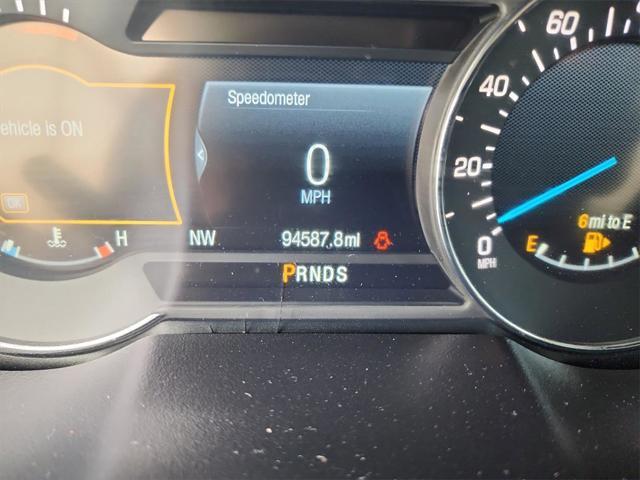 Speedometer
ehicle is ON
OK
0
MPH
H
NW
94587.8mi
PRNDS
60
40
20
0
MPH
6mi to E
E